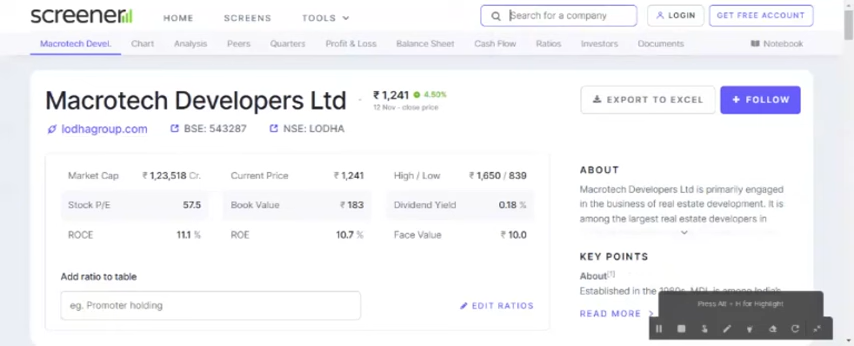 screener
HOME
SCREENS
TOOLS
Search for a company
LOGIN
GET FREE ACCOUNT
Macrotech Devel.
Chart
Analysis
Peers
Quarters
Profit & Loss
Balance Sheet
Cash Flow
Ratios
Investors
Documents
Notebook
Macrotech Developers Ltd
₹ 1,241
4.50%
12 Nov - close price
EXPORT TO EXCEL
+ FOLLOW
lodhagroup.com
BSE: 543287
NSE: LODHA
Market Cap ₹ 1,23,518 Cr.
Current Price ₹ 1,241
High / Low ₹ 1,650 / 839
Stock P/E 57.5
Book Value ₹ 183
Dividend Yield 0.18 %
ROCE 11.1 %
ROE 10.7 %
Face Value ₹ 10.0
Add ratio to table
eg. Promoter holding
EDIT RATIOS
ABOUT
Macrotech Developers Ltd is primarily engaged
in the business of real estate development. It is
among the largest real estate developers in
KEY POINTS
About[1]
Established in the 1980s, MDL is among India's
READ MORE
Press Alt + H for Highlight